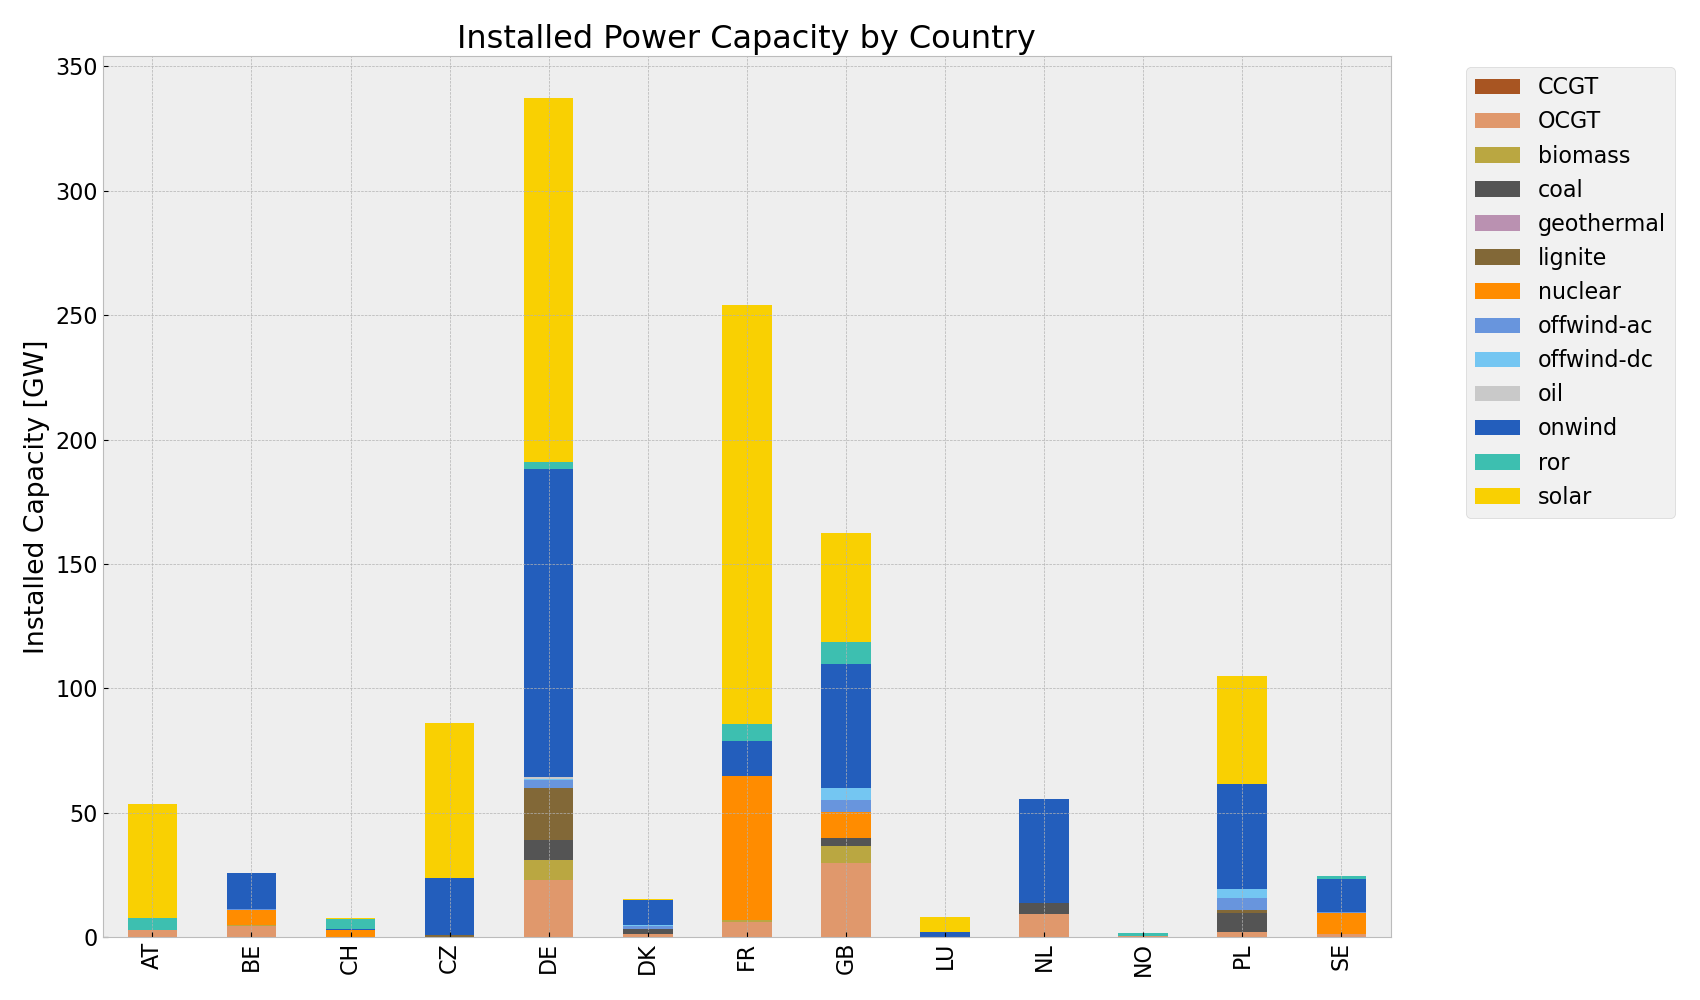 Installed Power Capacity by Country
Installed Capacity [GW]
350
300
250
200
150
100
50
0
AT
BE
CH
CZ
DE
DK
FR
GB
LU
NL
NO
PL
SE
CCGT
OCGT
biomass
coal
geothermal
lignite
nuclear
offwind-ac
offwind-dc
oil
onwind
ror
solar